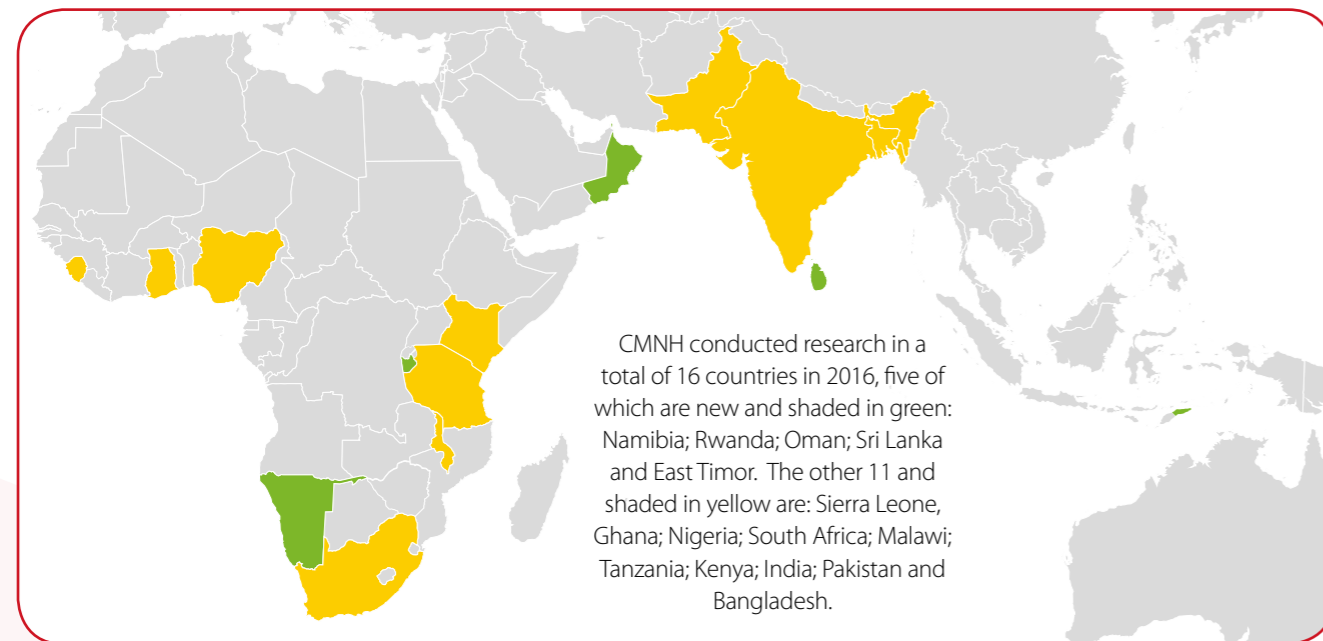 CMNH conducted research in a
total of 16 countries in 2016, five of
which are new and shaded in green:
Namibia; Rwanda; Oman; Sri Lanka
and East Timor.  The other 11 and
shaded in yellow are: Sierra Leone,
Ghana; Nigeria; South Africa; Malawi;
Tanzania; Kenya; India; Pakistan and
Bangladesh.